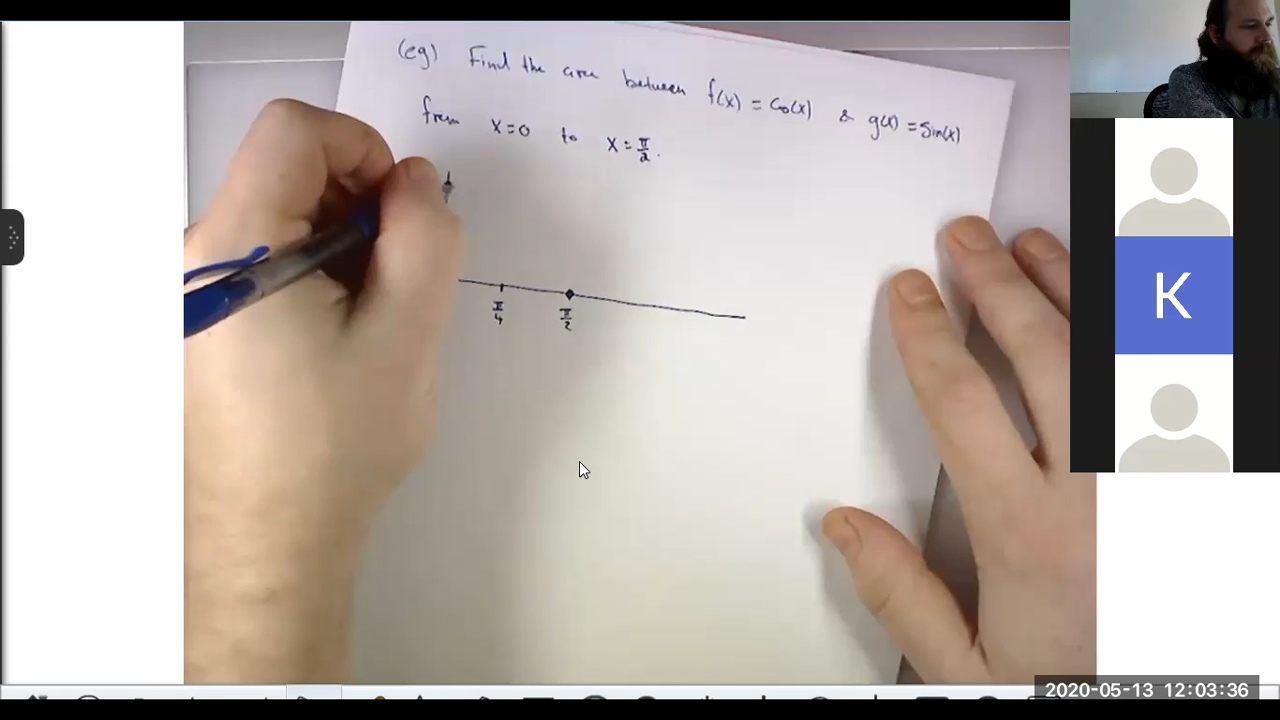 (eg) Find the area between f(x) = Cos(x) & g(x) = Sin(x)
from x=0 to x=π/2.
π/4
π/2
K
2020-05-13 12:03:36